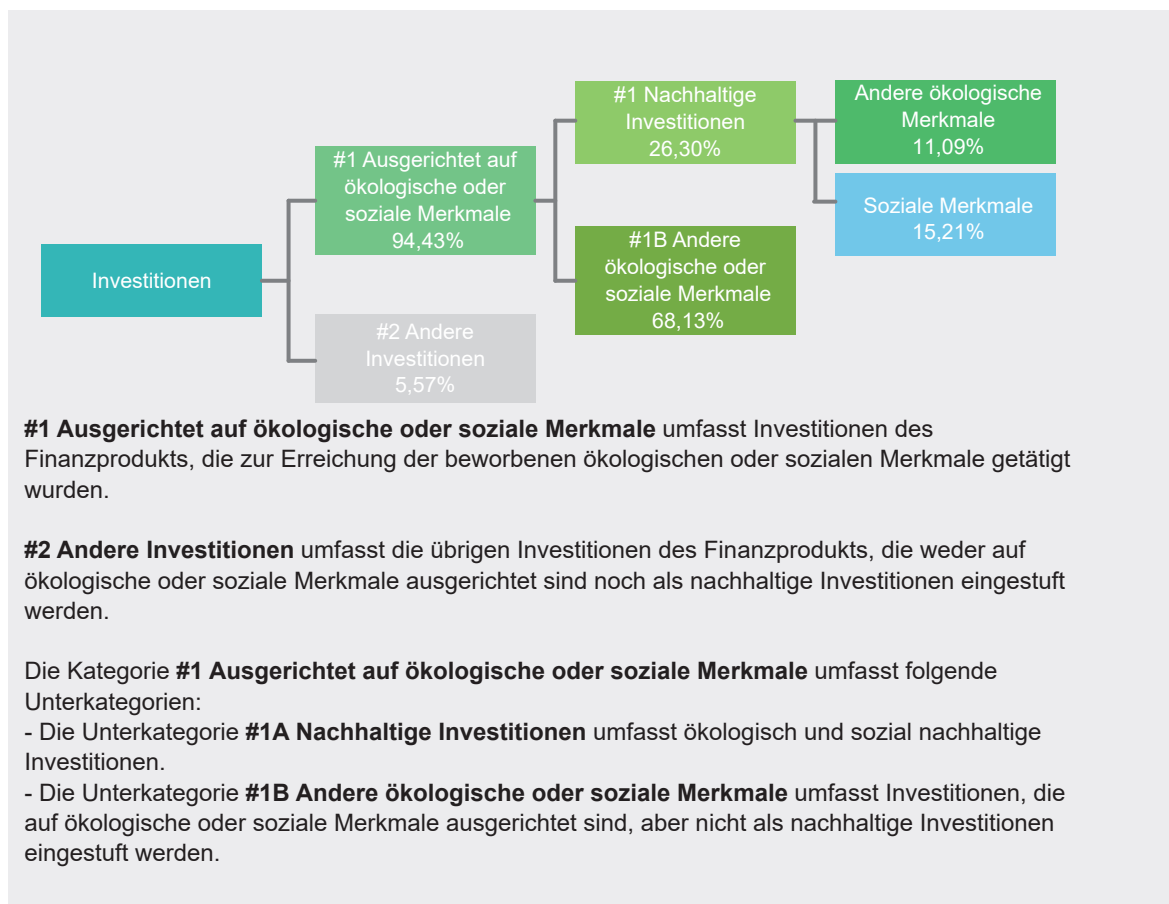 Investitionen
#1 Ausgerichtet auf
ökologische oder
soziale Merkmale
94,43%
#2 Andere
Investitionen
5,57%
#1 Nachhaltige
Investitionen
26,30%
#1B Andere
ökologische oder
soziale Merkmale
68,13%
Andere ökologische
Merkmale
11,09%
Soziale Merkmale
15,21%
#1 Ausgerichtet auf ökologische oder soziale Merkmale umfasst Investitionen des
Finanzprodukts, die zur Erreichung der beworbenen ökologischen oder sozialen Merkmale getätigt
wurden.
#2 Andere Investitionen umfasst die übrigen Investitionen des Finanzprodukts, die weder auf
ökologische oder soziale Merkmale ausgerichtet sind noch als nachhaltige Investitionen eingestuft
werden.
Die Kategorie #1 Ausgerichtet auf ökologische oder soziale Merkmale umfasst folgende
Unterkategorien:
- Die Unterkategorie #1A Nachhaltige Investitionen umfasst ökologisch und sozial nachhaltige
Investitionen.
- Die Unterkategorie #1B Andere ökologische oder soziale Merkmale umfasst Investitionen, die
auf ökologische oder soziale Merkmale ausgerichtet sind, aber nicht als nachhaltige Investitionen
eingestuft werden.